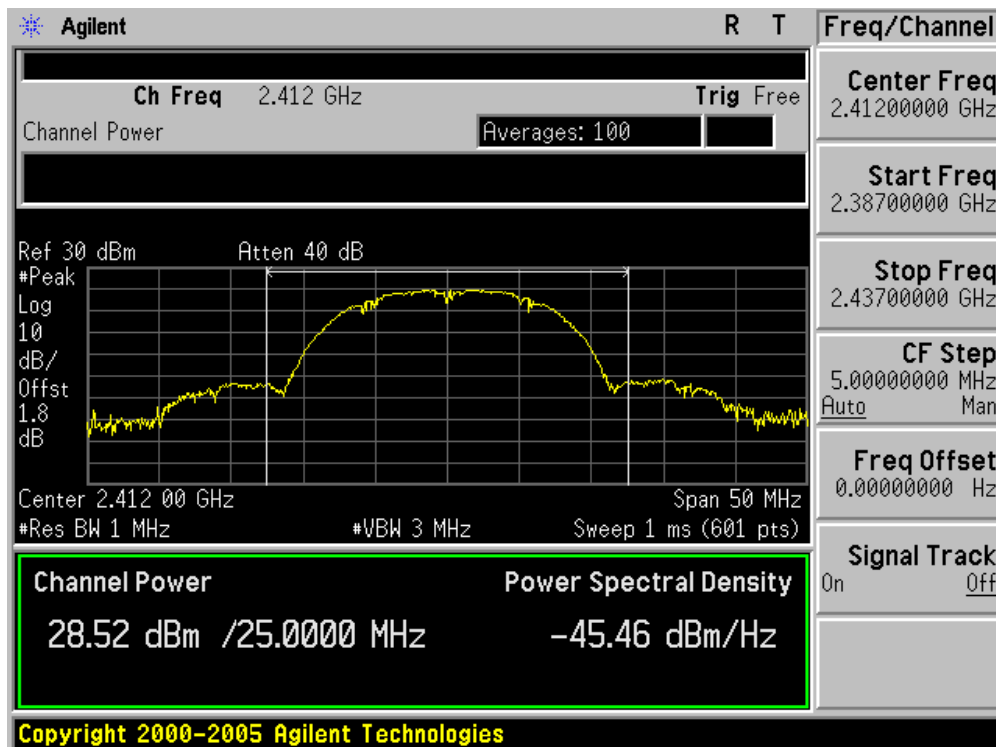 Agilent R T Freq/Channel
Ch Freq 2.412 GHz Trig Free
Channel Power Averages: 100
Ref 30 dBm Atten 40 dB
#Peak
Log
10
dB/
Offst
1.8
dB
Center 2.412 00 GHz Span 50 MHz
#Res BW 1 MHz #VBW 3 MHz Sweep 1 ms (601 pts)
Channel Power Power Spectral Density
28.52 dBm /25.0000 MHz -45.46 dBm/Hz
Center Freq
2.41200000 GHz
Start Freq
2.38700000 GHz
Stop Freq
2.43700000 GHz
CF Step
5.00000000 MHz
Auto Man
Freq Offset
0.00000000 Hz
Signal Track
On Off
Copyright 2000-2005 Agilent Technologies